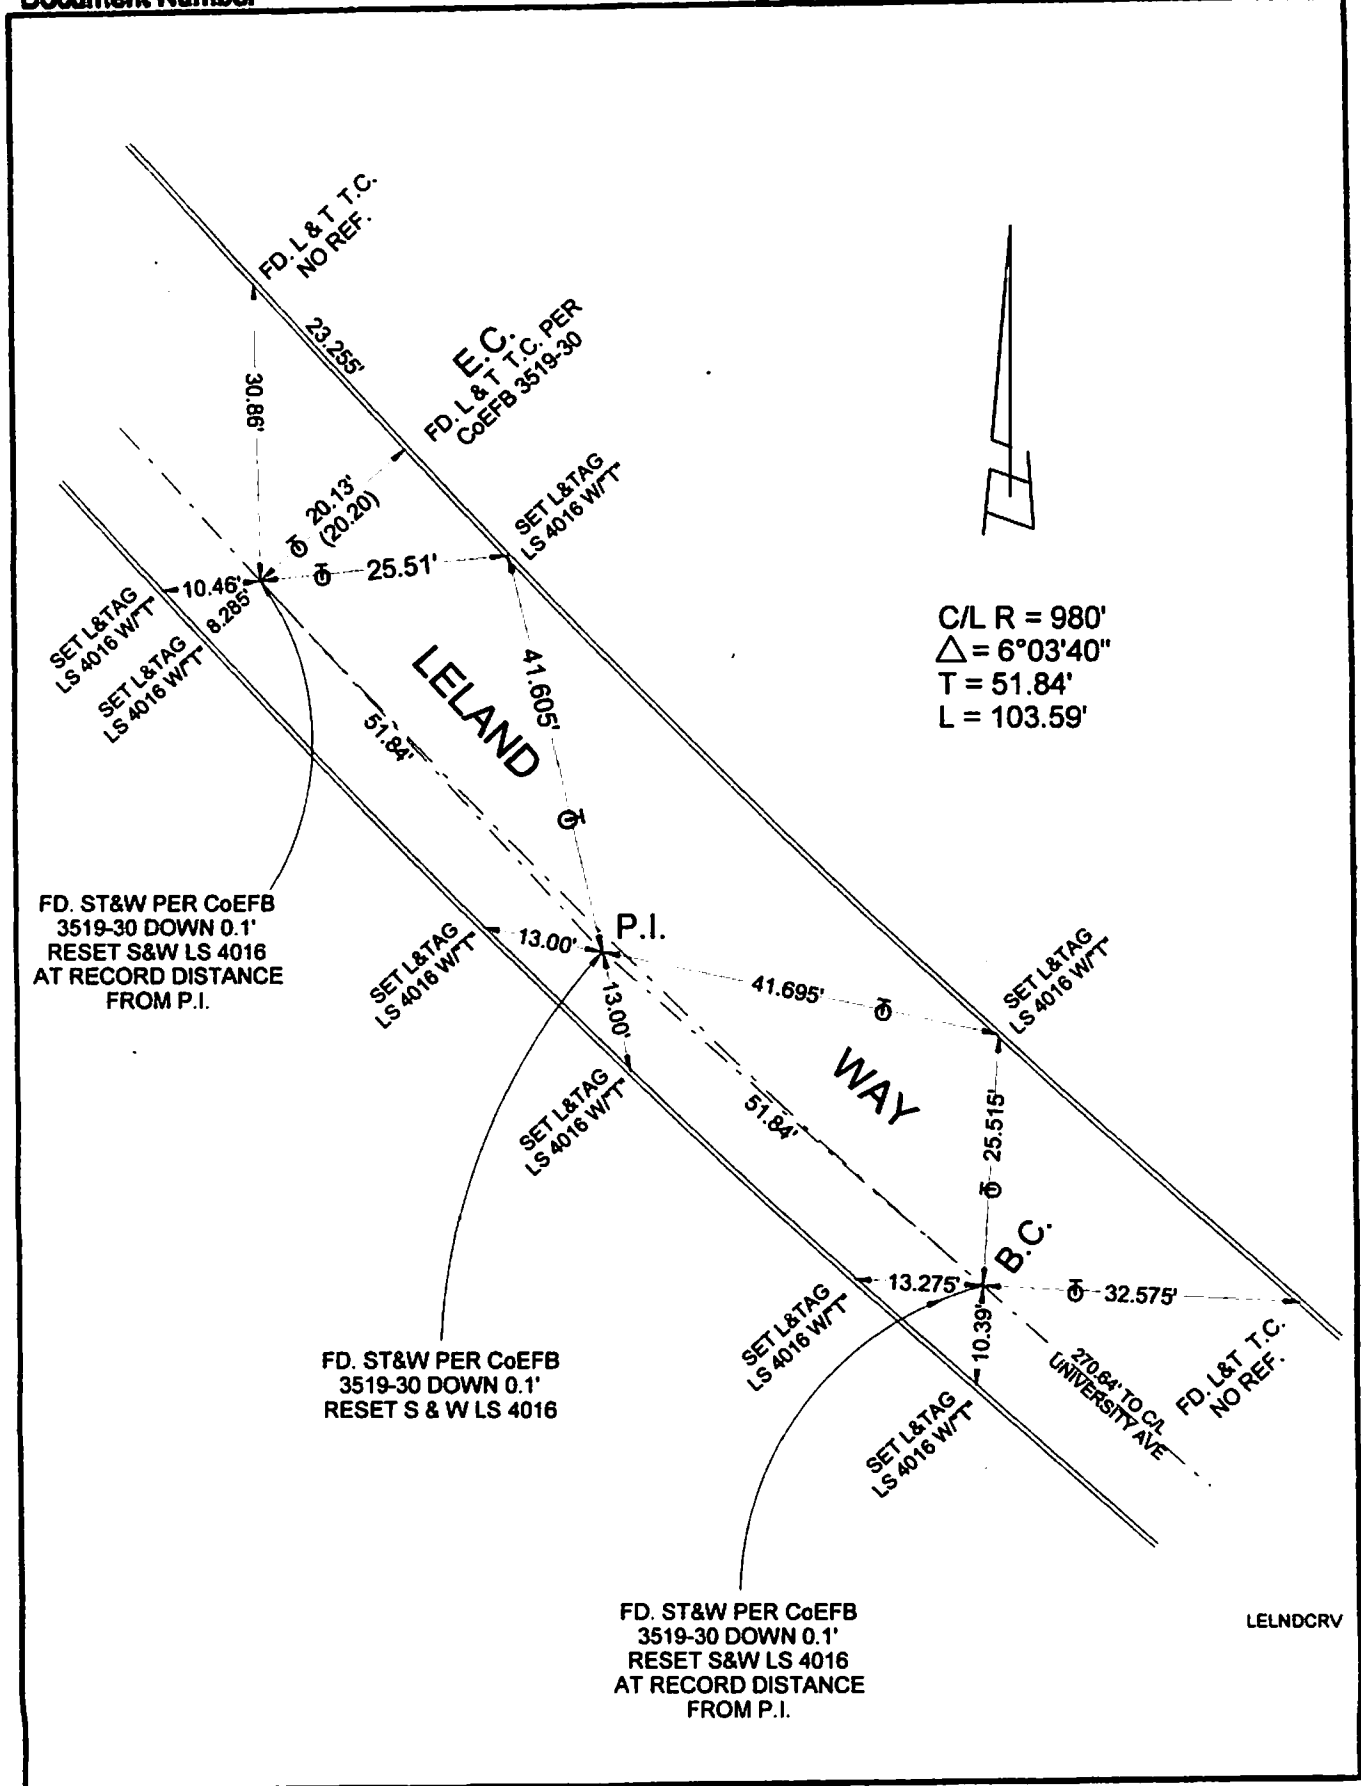 Document Number
FD. L & T T.C.
NO REF.
23.255'
30.86'
E.C.
FD. L & T T.C. PER
CoEFB 3519-30
20.13'
(20.20)
SET L&TAG
LS 4016 W/"T"
25.51'
10.46'
8.285'
SET L&TAG
LS 4016 W/"T"
SET L&TAG
LS 4016 W/"T"
C/L R = 980'
△ = 6°03'40"
T = 51.84'
L = 103.59'
41.605'
LELAND
51.84'
FD. ST&W PER CoEFB
3519-30 DOWN 0.1'
RESET S&W LS 4016
AT RECORD DISTANCE
FROM P.I.
P.I.
13.00'
SET L&TAG
LS 4016 W/"T"
41.695'
SET L&TAG
LS 4016 W/"T"
13.00'
SET L&TAG
LS 4016 W/"T"
WAY
51.84'
25.515'
B.C.
13.275'
32.575'
SET L&TAG
LS 4016 W/"T"
10.39'
270.64' TO C/L
UNIVERSITY AVE
FD. L&T T.C.
NO REF.
SET L&TAG
LS 4016 W/"T"
FD. ST&W PER CoEFB
3519-30 DOWN 0.1'
RESET S & W LS 4016
FD. ST&W PER CoEFB
3519-30 DOWN 0.1'
RESET S&W LS 4016
AT RECORD DISTANCE
FROM P.I.
LELNDCRV